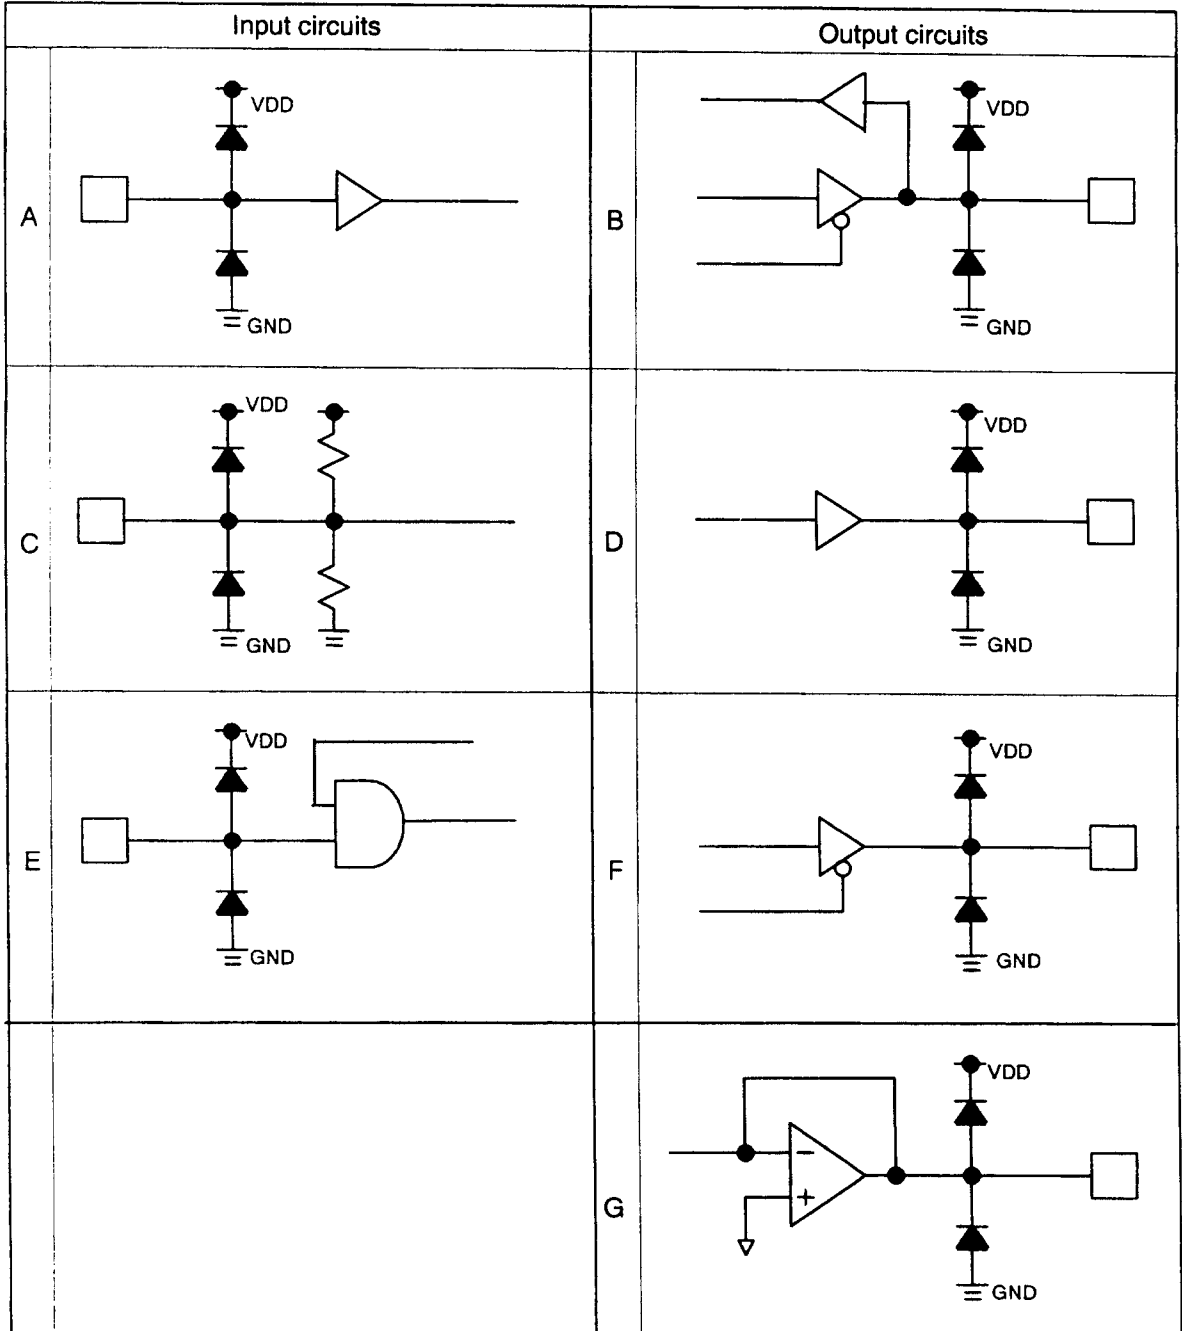 Input circuits
Output circuits
A
VDD
GND
B
VDD
GND
C
VDD
GND
D
VDD
GND
E
VDD
GND
F
VDD
GND
G
−
+
VDD
GND